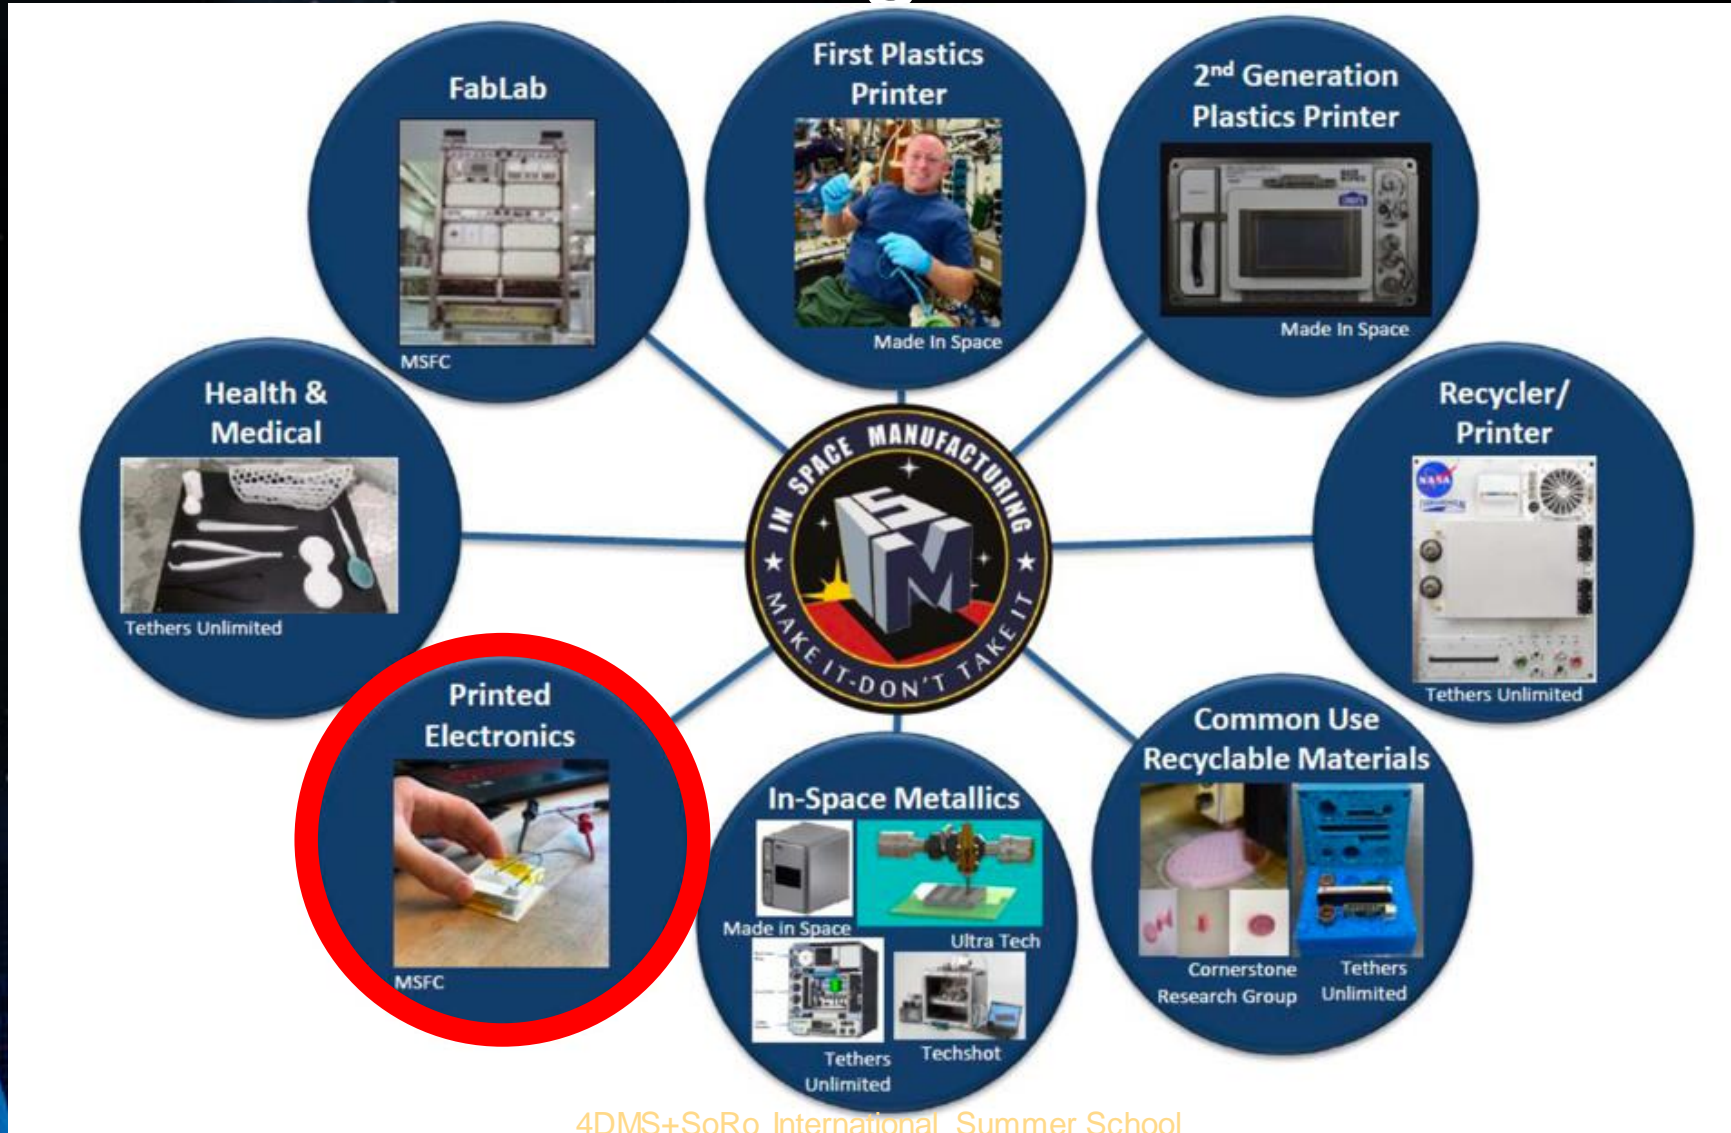 FabLab
MSFC
First Plastics
Printer
Made In Space
2nd Generation
Plastics Printer
Made In Space
Health &
Medical
Tethers Unlimited
IN SPACE MANUFACTURING
MAKE IT-DON'T TAKE IT
ISM
Recycler/
Printer
NASA
Tethers Unlimited
Printed
Electronics
MSFC
In-Space Metallics
Made in Space
Ultra Tech
Tethers
Unlimited
Techshot
Common Use
Recyclable Materials
Cornerstone
Research Group
Tethers
Unlimited
4DMS+SoRo International Summer School